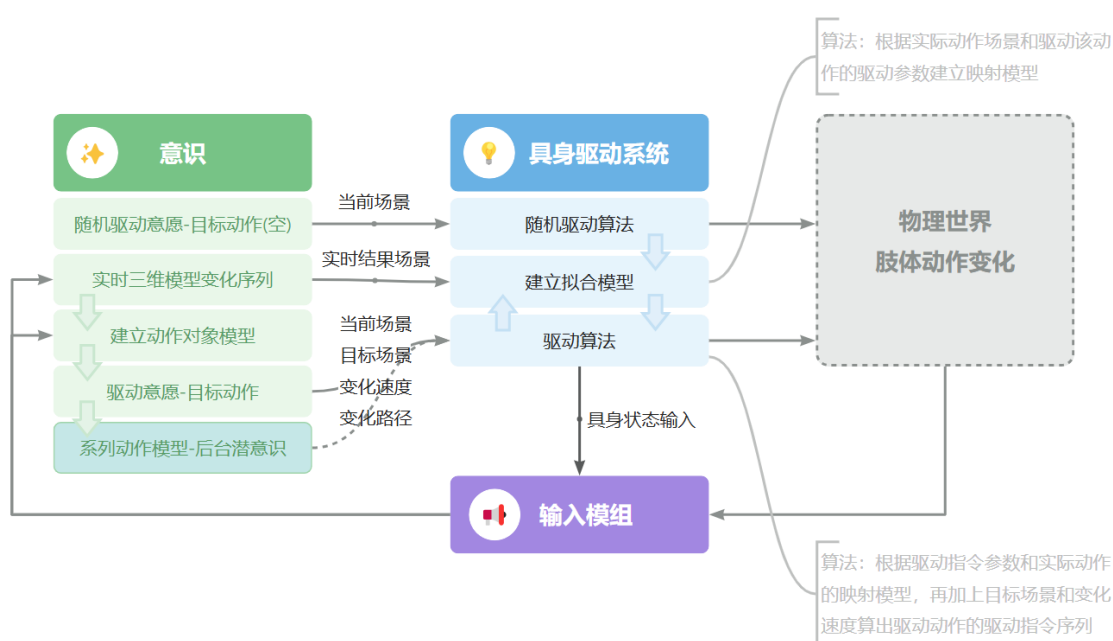 算法：根据实际动作场景和驱动该动
作的驱动参数建立映射模型
意识
随机驱动意愿-目标动作(空)
实时三维模型变化序列
建立动作对象模型
驱动意愿-目标动作
系列动作模型-后台潜意识
当前场景
实时结果场景
当前场景
目标场景
变化速度
变化路径
具身驱动系统
随机驱动算法
建立拟合模型
驱动算法
具身状态输入
物理世界
肢体动作变化
输入模组
算法：根据驱动指令参数和实际动作
的映射模型，再加上目标场景和变化
速度算出驱动动作的驱动指令序列